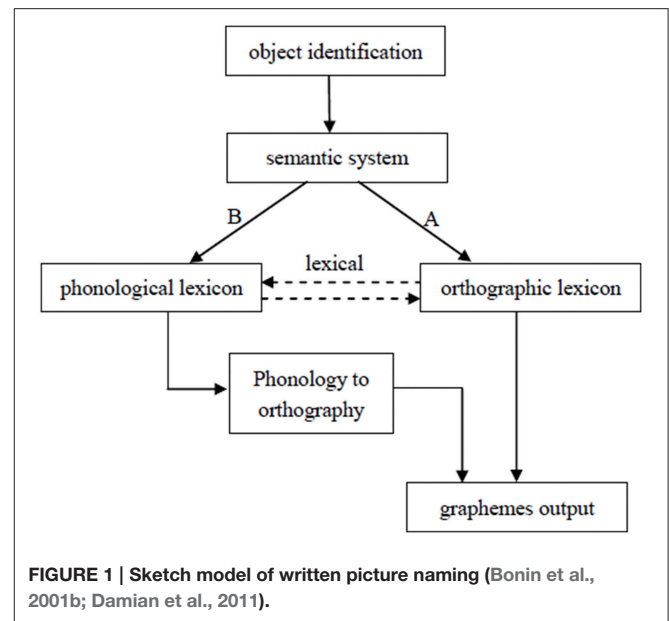 object identification
semantic system
B
A
lexical
phonological lexicon
orthographic lexicon
Phonology to
orthography
graphemes output
FIGURE 1 | Sketch model of written picture naming (Bonin et al.,
2001b; Damian et al., 2011).